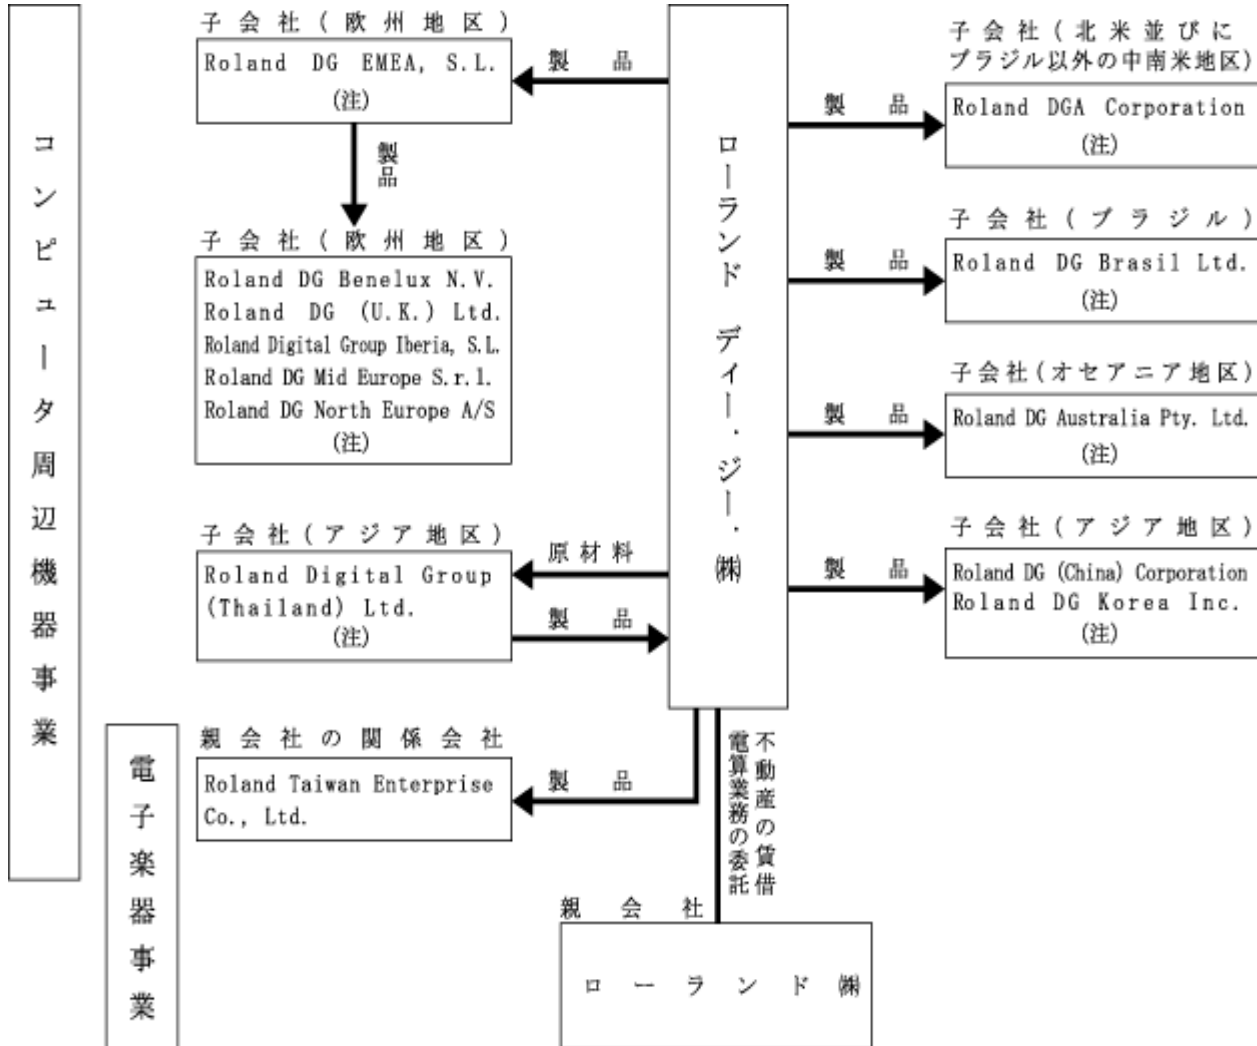 コンピュータ周辺機器事業
電子楽器事業
子会社(欧州地区)
Roland DG EMEA, S.L.
(注)
製品
製品
子会社(欧州地区)
Roland DG Benelux N.V.
Roland DG (U.K.) Ltd.
Roland Digital Group Iberia, S.L.
Roland DG Mid Europe S.r.l.
Roland DG North Europe A/S
(注)
子会社(アジア地区)
Roland Digital Group
(Thailand) Ltd.
(注)
原材料
製品
親会社の関係会社
Roland Taiwan Enterprise
Co., Ltd.
製品
ローランド ディー.ジー.㈱
不動産の賃借
電算業務の委託
親会社
ローランド㈱
子会社(北米並びに
ブラジル以外の中南米地区)
製品
Roland DGA Corporation
(注)
子会社(ブラジル)
製品
Roland DG Brasil Ltd.
(注)
子会社(オセアニア地区)
製品
Roland DG Australia Pty. Ltd.
(注)
子会社(アジア地区)
製品
Roland DG (China) Corporation
Roland DG Korea Inc.
(注)